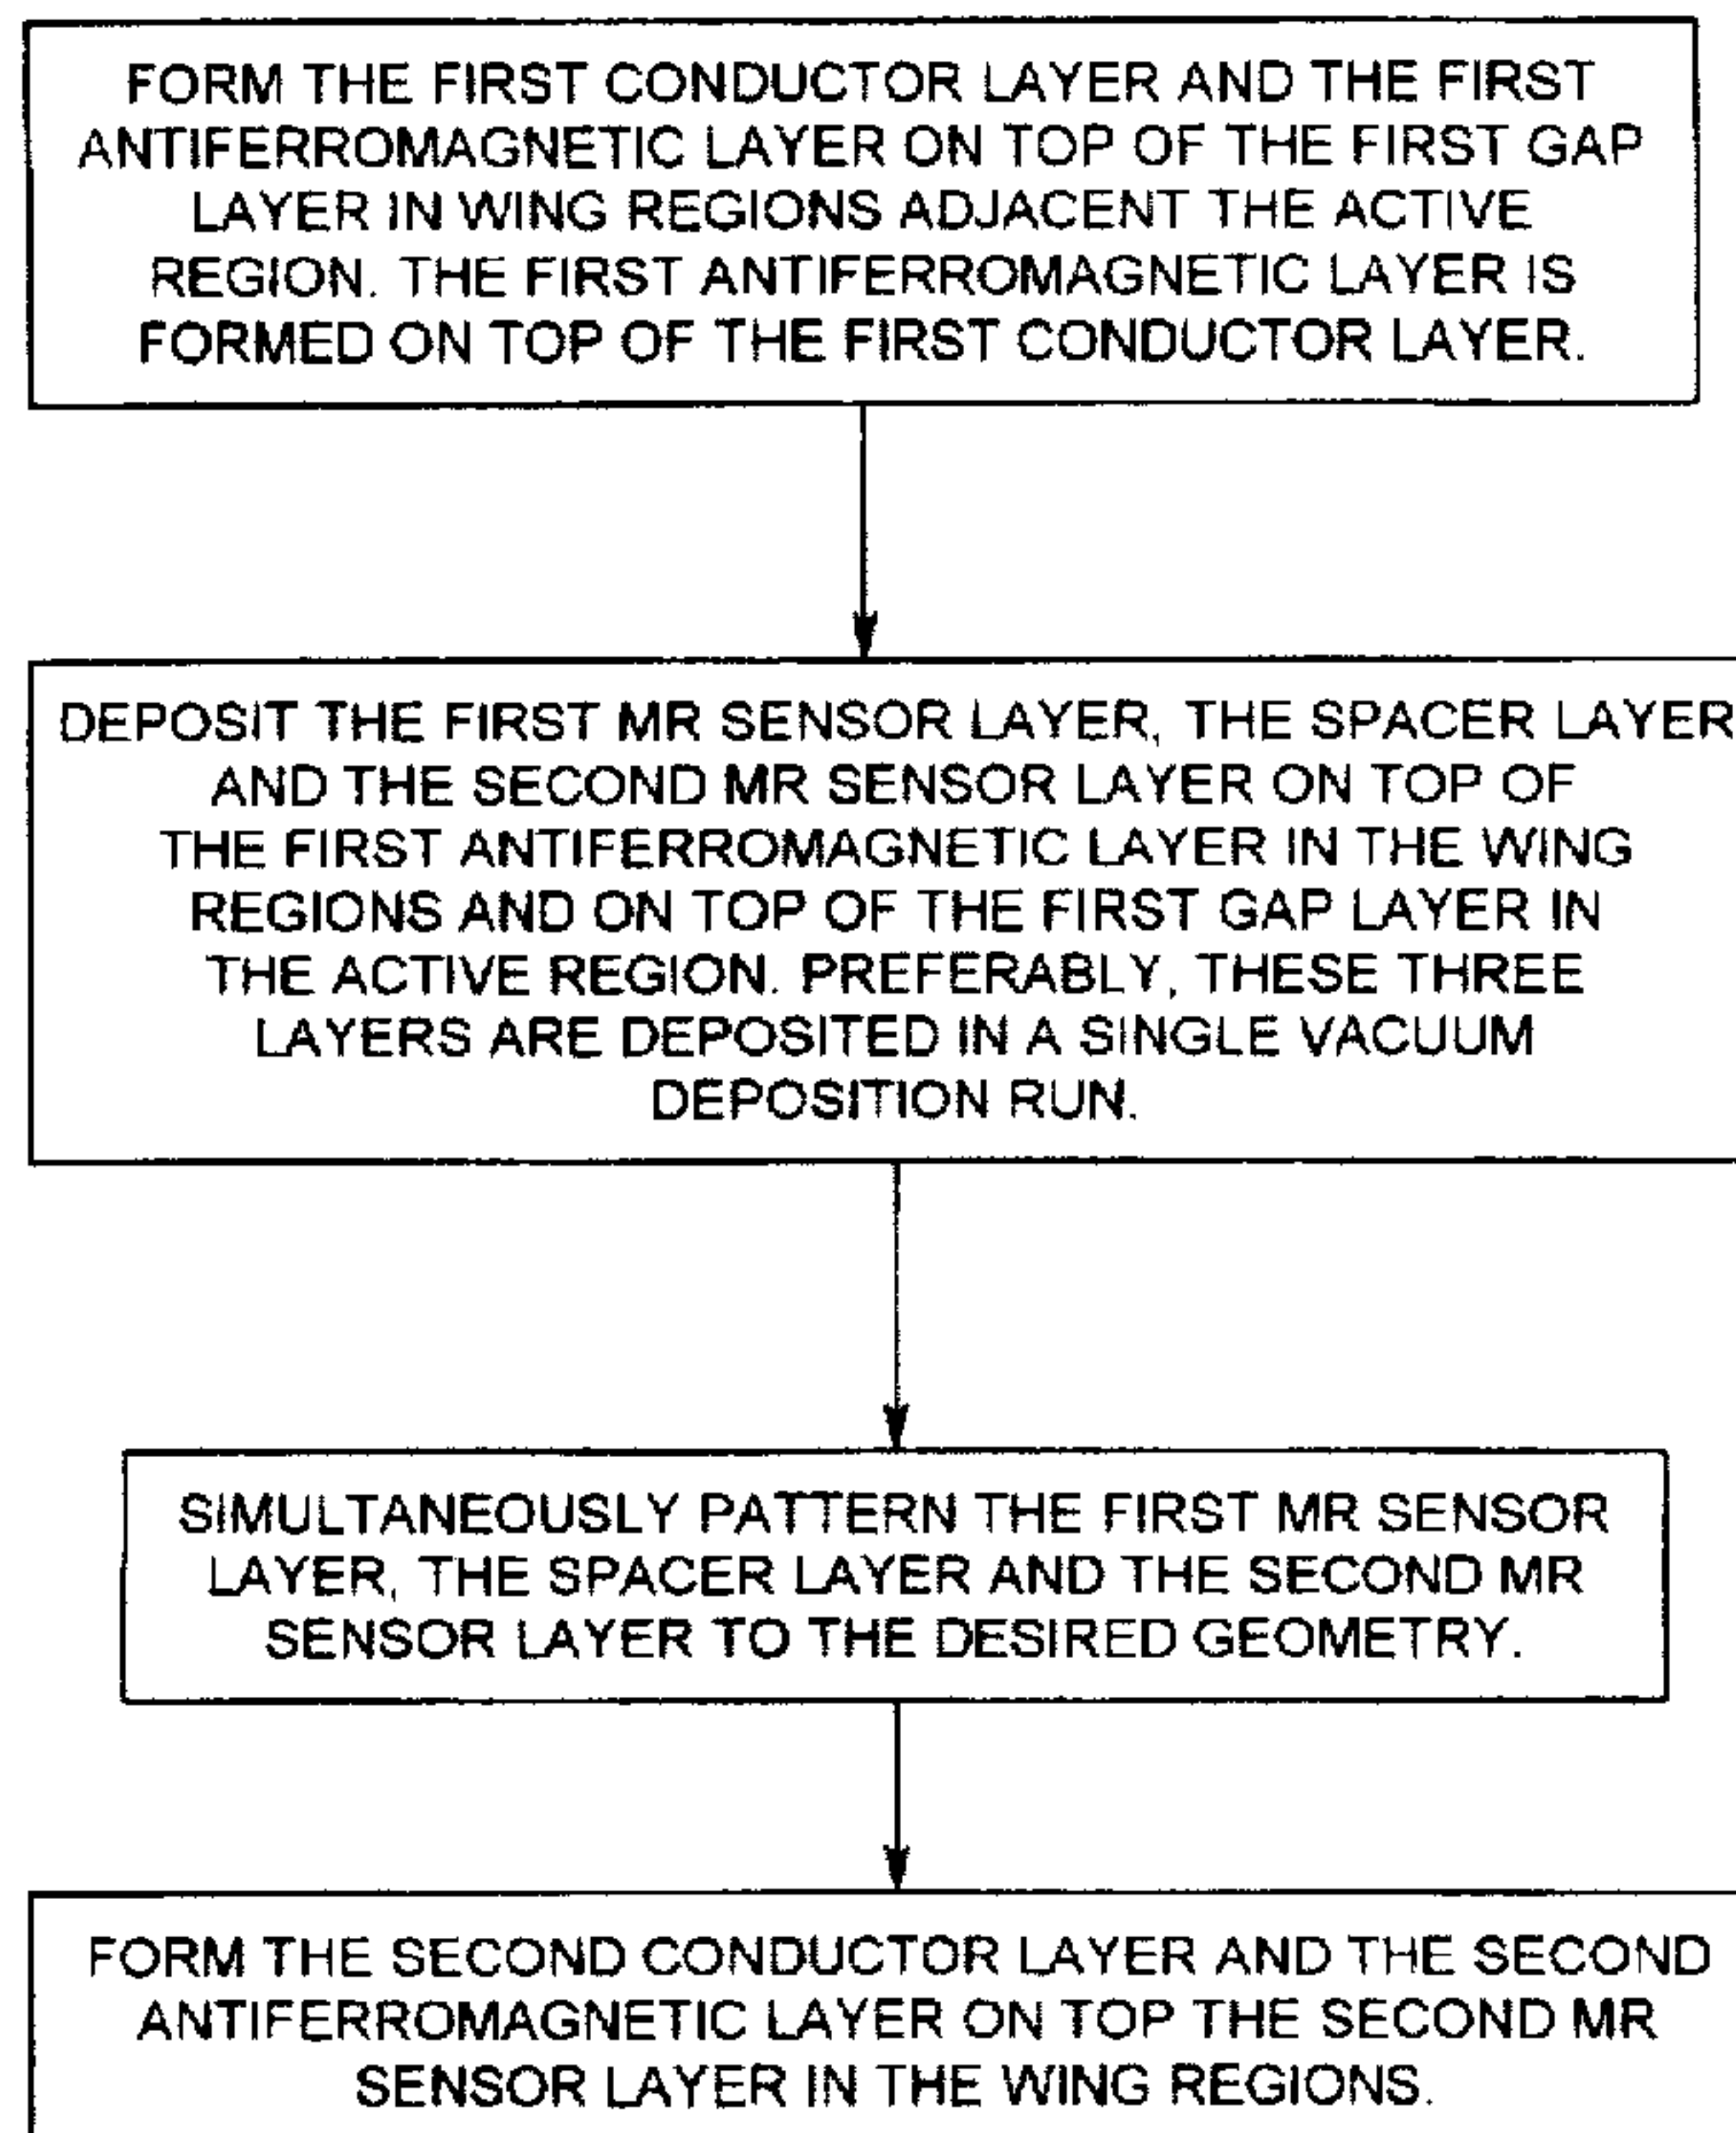 FORM THE FIRST CONDUCTOR LAYER AND THE FIRST
ANTIFERROMAGNETIC LAYER ON TOP OF THE FIRST GAP
LAYER IN WING REGIONS ADJACENT THE ACTIVE
REGION. THE FIRST ANTIFERROMAGNETIC LAYER IS
FORMED ON TOP OF THE FIRST CONDUCTOR LAYER.
DEPOSIT THE FIRST MR SENSOR LAYER, THE SPACER LAYER
AND THE SECOND MR SENSOR LAYER ON TOP OF
THE FIRST ANTIFERROMAGNETIC LAYER IN THE WING
REGIONS AND ON TOP OF THE FIRST GAP LAYER IN
THE ACTIVE REGION. PREFERABLY, THESE THREE
LAYERS ARE DEPOSITED IN A SINGLE VACUUM
DEPOSITION RUN.
SIMULTANEOUSLY PATTERN THE FIRST MR SENSOR
LAYER, THE SPACER LAYER AND THE SECOND MR
SENSOR LAYER TO THE DESIRED GEOMETRY.
FORM THE SECOND CONDUCTOR LAYER AND THE SECOND
ANTIFERROMAGNETIC LAYER ON TOP THE SECOND MR
SENSOR LAYER IN THE WING REGIONS.